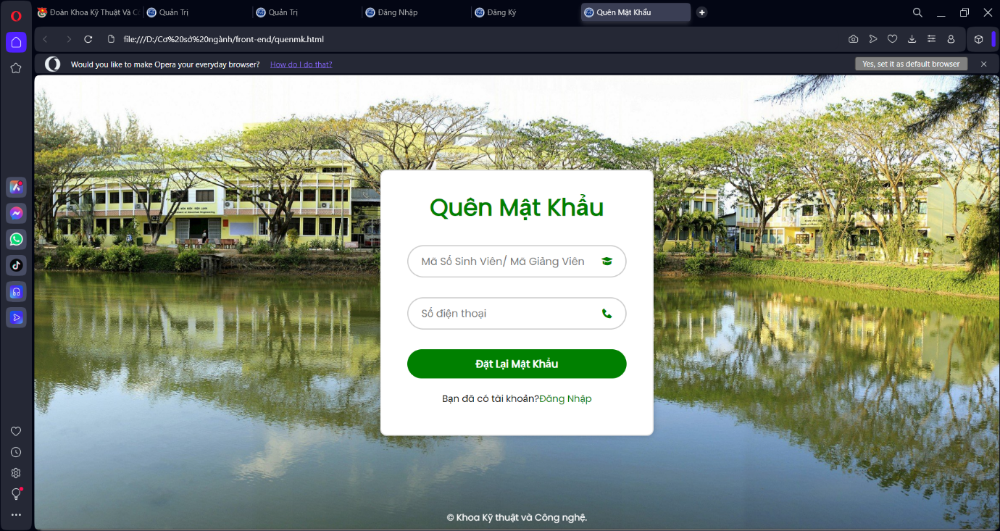 Đoàn Khoa Kỹ Thuật Và Cô
Quản Trị
Quản Trị
Đăng Nhập
Đăng Ký
Quên Mật Khẩu
file:///D:/Cơ%20sở%20ngành/front-end/quenmk.html
Would you like to make Opera your everyday browser? How do I do that?
Yes, set it as default browser
Quên Mật Khẩu
Mã Số Sinh Viên/ Mã Giảng Viên
Số điện thoại
Đặt Lại Mật Khẩu
Bạn đã có tài khoản?Đăng Nhập
© Khoa Kỹ thuật và Công nghệ.